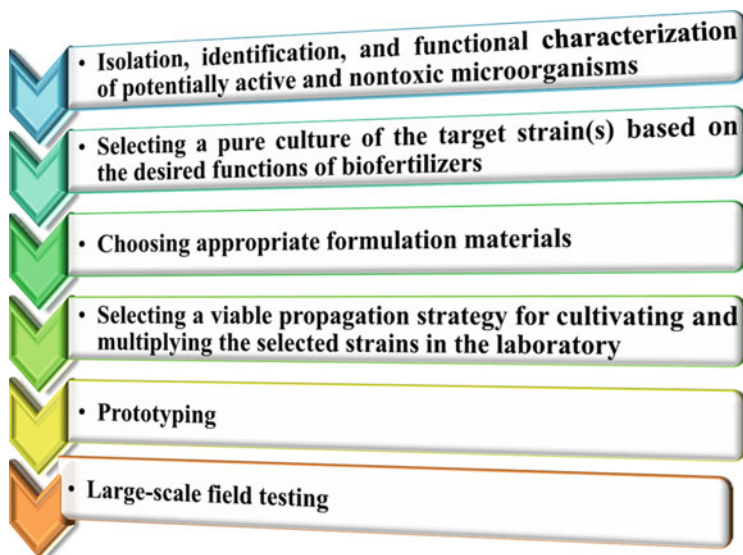 • Isolation, identification, and functional characterization
of potentially active and nontoxic microorganisms
• Selecting a pure culture of the target strain(s) based on
the desired functions of biofertilizers
• Choosing appropriate formulation materials
• Selecting a viable propagation strategy for cultivating and
multiplying the selected strains in the laboratory
• Prototyping
• Large-scale field testing